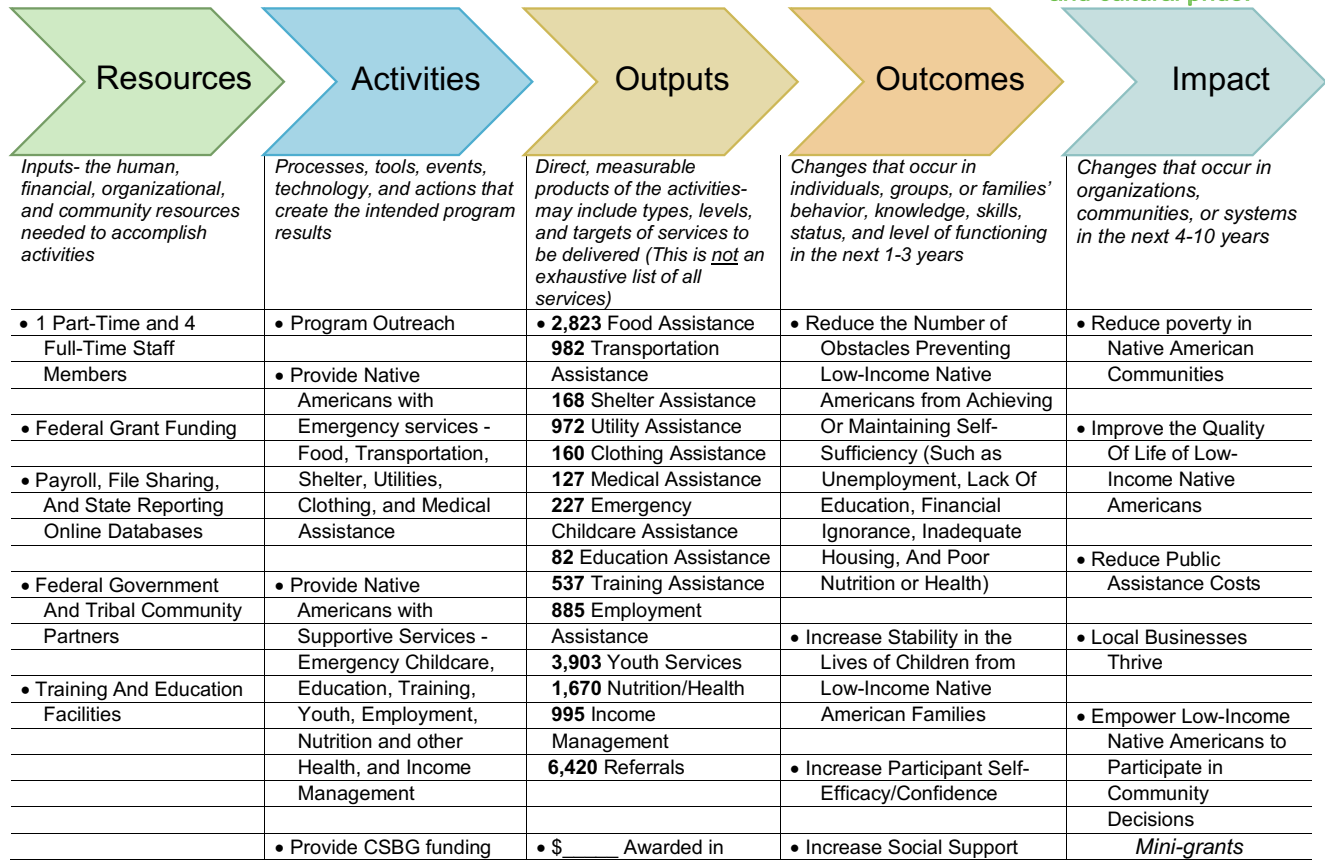 and cultural pride.
Resources
Activities
Outputs
Outcomes
Impact
Inputs- the human,
financial, organizational,
and community resources
needed to accomplish
activities
Processes, tools, events,
technology, and actions that
create the intended program
results
Direct, measurable
products of the activities-
may include types, levels,
and targets of services to
be delivered (This is not an
exhaustive list of all
services)
Changes that occur in
individuals, groups, or families'
behavior, knowledge, skills,
status, and level of functioning
in the next 1-3 years
Changes that occur in
organizations,
communities, or systems
in the next 4-10 years
• 1 Part-Time and 4
Full-Time Staff
Members
• Federal Grant Funding
• Payroll, File Sharing,
And State Reporting
Online Databases
• Federal Government
And Tribal Community
Partners
• Training And Education
Facilities
• Program Outreach
• Provide Native
Americans with
Emergency services -
Food, Transportation,
Shelter, Utilities,
Clothing, and Medical
Assistance
• Provide Native
Americans with
Supportive Services -
Emergency Childcare,
Education, Training,
Youth, Employment,
Nutrition and other
Health, and Income
Management
• Provide CSBG funding
• 2,823 Food Assistance
982 Transportation
Assistance
168 Shelter Assistance
972 Utility Assistance
160 Clothing Assistance
127 Medical Assistance
227 Emergency
Childcare Assistance
82 Education Assistance
537 Training Assistance
885 Employment
Assistance
3,903 Youth Services
1,670 Nutrition/Health
995 Income
Management
6,420 Referrals
• $_____ Awarded in
• Reduce the Number of
Obstacles Preventing
Low-Income Native
Americans from Achieving
Or Maintaining Self-
Sufficiency (Such as
Unemployment, Lack Of
Education, Financial
Ignorance, Inadequate
Housing, And Poor
Nutrition or Health)
• Increase Stability in the
Lives of Children from
Low-Income Native
American Families
• Increase Participant Self-
Efficacy/Confidence
• Increase Social Support
• Reduce poverty in
Native American
Communities
• Improve the Quality
Of Life of Low-
Income Native
Americans
• Reduce Public
Assistance Costs
• Local Businesses
Thrive
• Empower Low-Income
Native Americans to
Participate in
Community
Decisions
Mini-grants